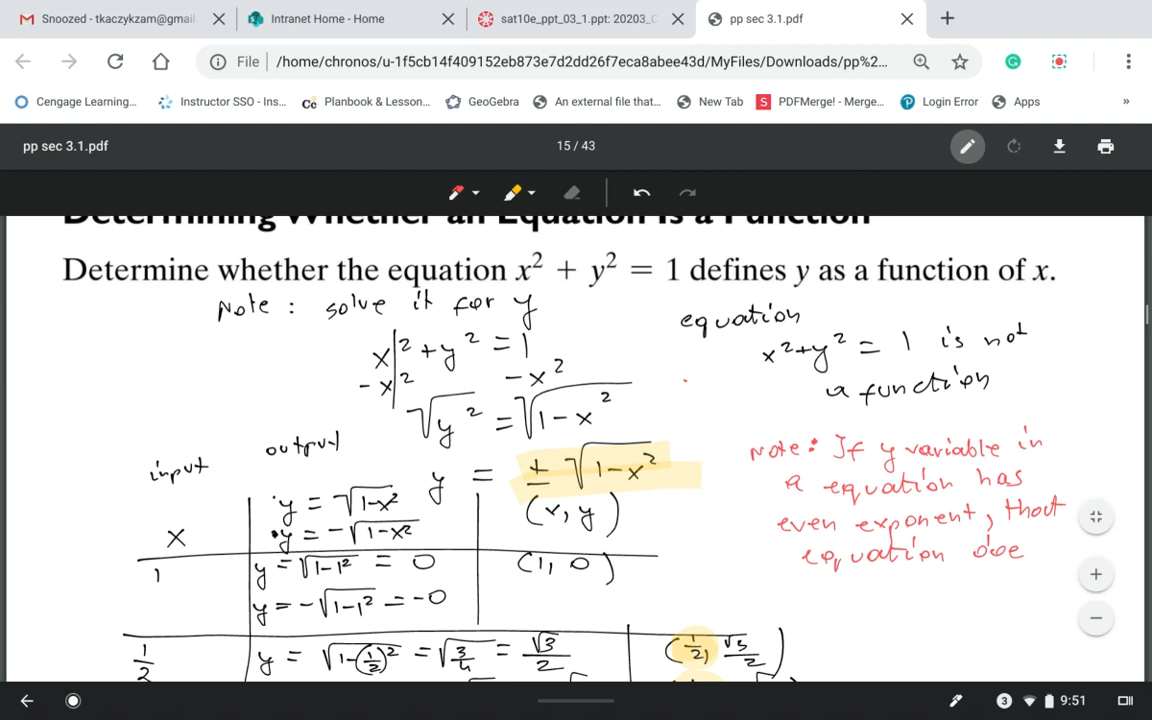 Snoozed - tkaczykzam@gmail.
Intranet Home - Home
sat10e_ppt_03_1.ppt: 20203_C
pp sec 3.1.pdf
File
/home/chronos/u-1f5cb14f409152eb873e7d2dd26f7eca8abee43d/MyFiles/Downloads/pp%2...
Cengage Learning...
Instructor SSO - Ins...
Planbook & Lesson...
GeoGebra
An external file that...
New Tab
PDFMerge! - Merge...
Login Error
Apps
»
pp sec 3.1.pdf
15 / 43
Determining Whether an Equation Is a Function
Determine whether the equation x² + y² = 1 defines y as a function of x.
Note: solve it for y
x² + y² = 1
-x² -x²
√y² = √1-x²
y = ± √1-x²
equation
x²+y² = 1 is not
a function
Note: If y variable in
a equation has
even exponent, that
equation doe
input
output
x
y = √1-x²
y = -√1-x²
(x, y)
1
y = √1-1² = 0
(1, 0)
y = -√1-1² = -0
1/2
y = √1-(1/2)² = √3/4 = √3/2
(1/2, √3/2)
3
9:51